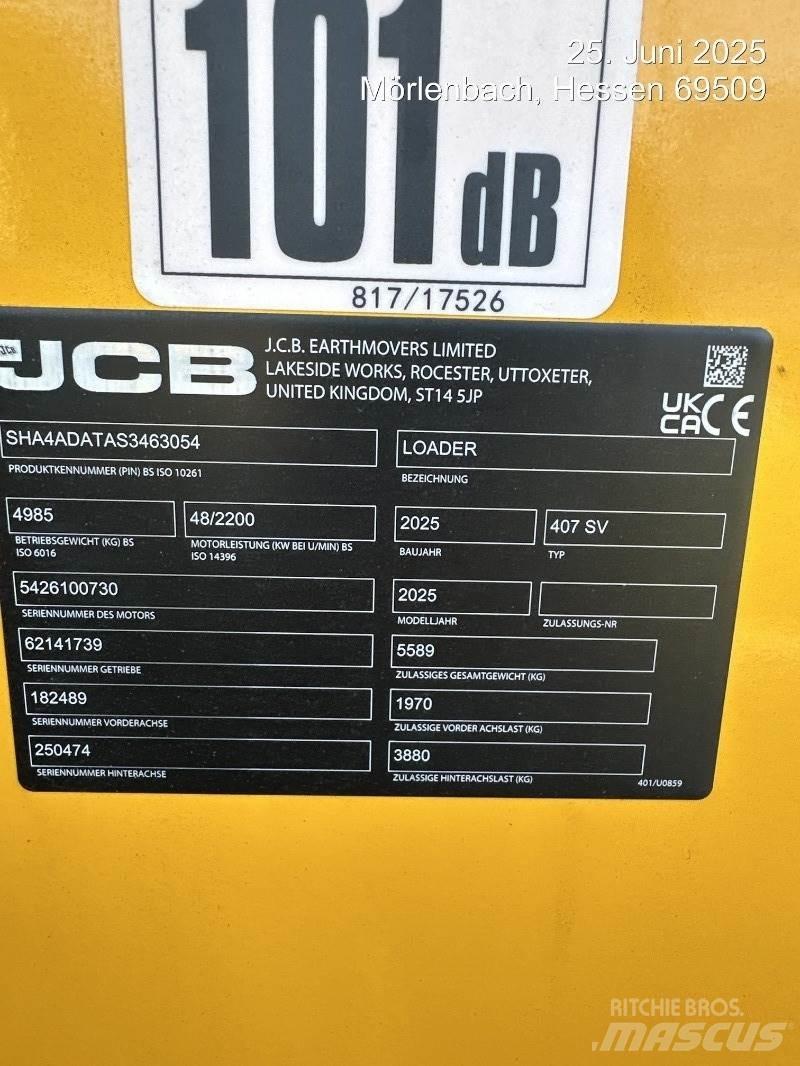 101 dB
25. Juni 2025
Mörlenbach, Hessen 69509
817/17526
JCB
J.C.B. EARTHMOVERS LIMITED
LAKESIDE WORKS, ROCESTER, UTTOXETER,
UNITED KINGDOM, ST14 5JP
UK
CA CE
SHA4ADATAS3463054
PRODUKTKENNUMMER (PIN) BS ISO 10261
LOADER
BEZEICHNUNG
4985
BETRIEBSGEWICHT (KG) BS
ISO 6016
48/2200
MOTORLEISTUNG (KW BEI U/MIN) BS
ISO 14396
2025
BAUJAHR
407 SV
TYP
5426100730
SERIENNUMMER DES MOTORS
2025
MODELLJAHR
ZULASSUNGS-NR
62141739
SERIENNUMMER GETRIEBE
5589
ZULÄSSIGES GESAMTGEWICHT (KG)
182489
SERIENNUMMER VORDERACHSE
1970
ZULÄSSIGE VORDER ACHSLAST (KG)
250474
SERIENNUMMER HINTERACHSE
3880
ZULÄSSIGE HINTERACHSLAST (KG)
401/U0859
RITCHIE BROS.
MASCUS